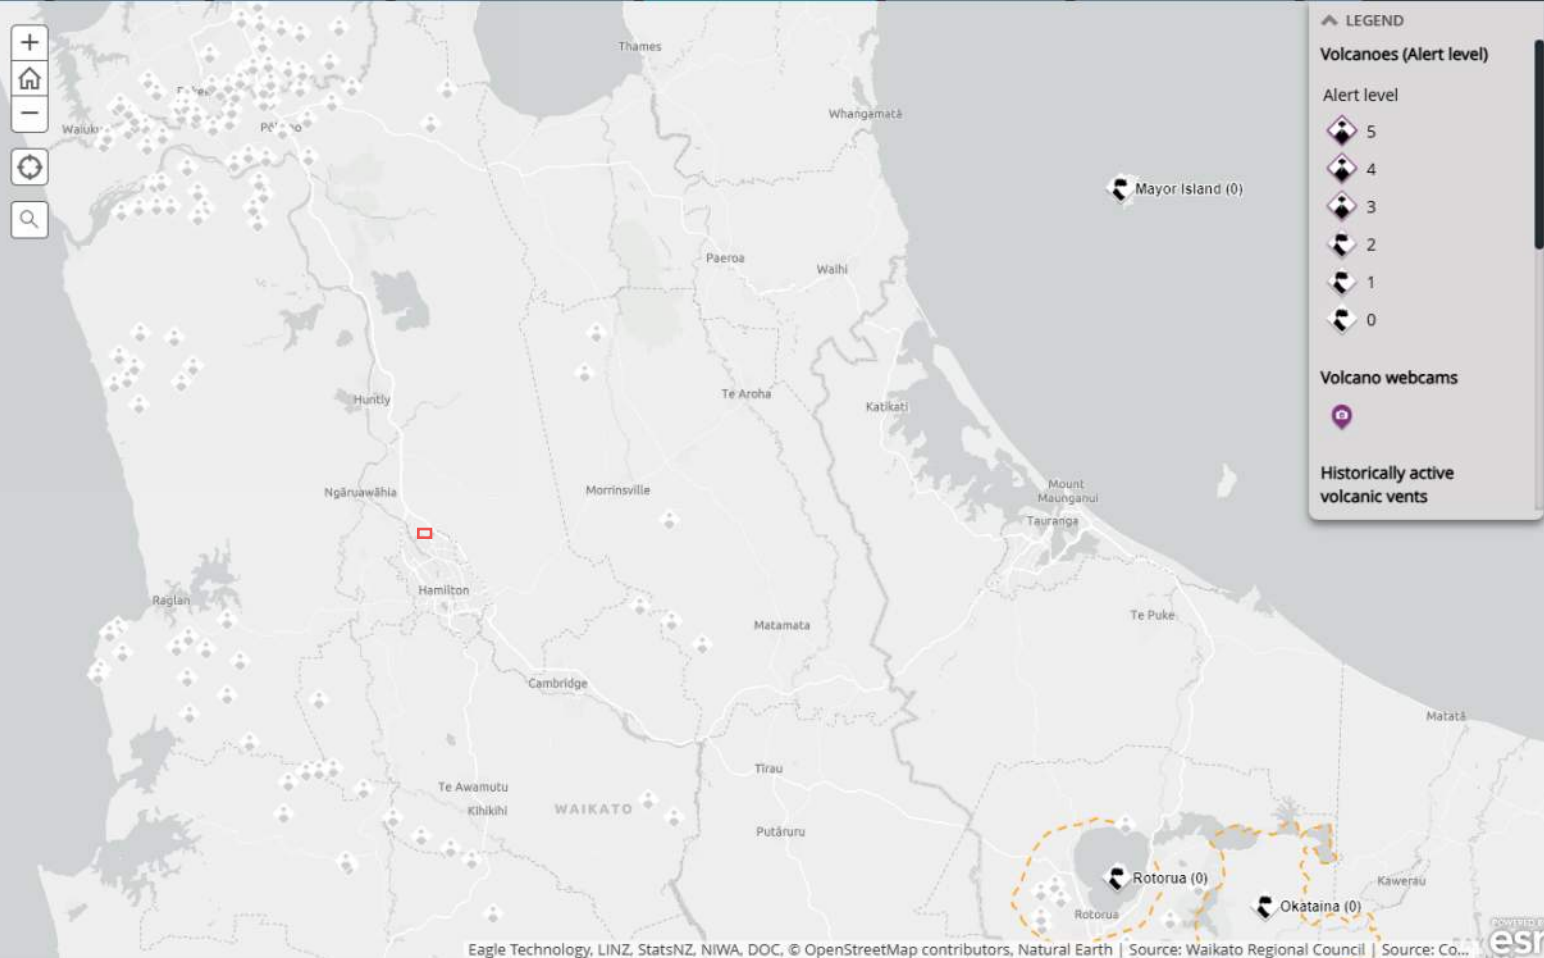 LEGEND
Volcanoes (Alert level)
Alert level
5
4
3
2
1
0
Volcano webcams
Historically active
volcanic vents
Thames
Whangamatā
Mayor Island (0)
Paeroa
Waihi
Te Aroha
Katikati
Huntly
Ngāruawāhia
Morrinsville
Mount
Maunganui
Tauranga
Hamilton
Raglan
Te Puke
Matamata
Cambridge
Matatā
Tīrau
Te Awamutu
Kihikihi
WAIKATO
Putāruru
Rotorua (0)
Kawerau
Okataina (0)
Rotorua
POWERED BY
esri
Eagle Technology, LINZ, StatsNZ, NIWA, DOC, © OpenStreetMap contributors, Natural Earth | Source: Waikato Regional Council | Source: Co...